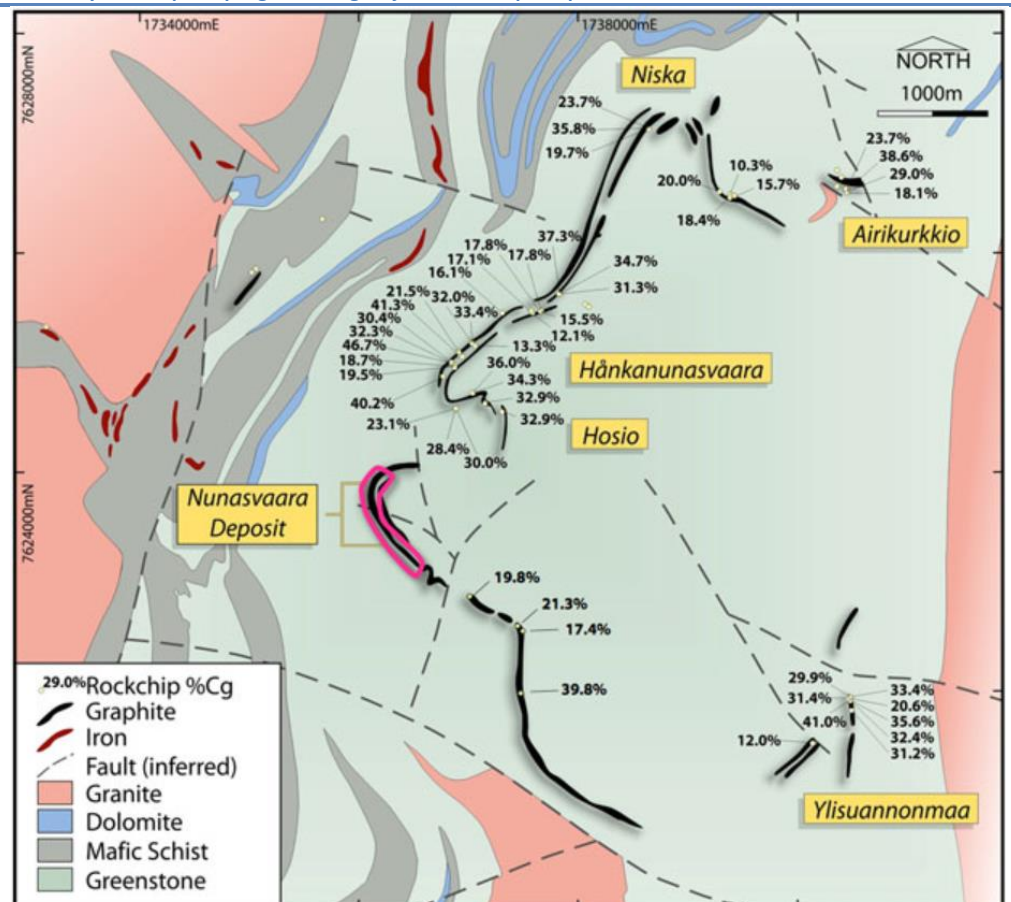 1734000mE
1738000mE
7628000mN
7624000mN
NORTH
1000m
Niska
23.7%
35.8%
19.7%
20.0%
10.3%
15.7%
18.4%
23.7%
38.6%
29.0%
18.1%
Airikurkkio
37.3%
17.8%
17.8%
17.1%
16.1%
34.7%
31.3%
21.5%
32.0%
41.3%
33.4%
30.4%
32.3%
46.7%
18.7%
19.5%
15.5%
12.1%
13.3%
36.0%
34.3%
32.9%
32.9%
40.2%
23.1%
28.4%
30.0%
Hånkanunasvaara
Hosio
Nunasvaara
Deposit
19.8%
21.3%
17.4%
39.8%
29.9%
31.4%
41.0%
12.0%
33.4%
20.6%
35.6%
32.4%
31.2%
Ylisuannonmaa
29.0% Rockchip %Cg
Graphite
Iron
Fault (inferred)
Granite
Dolomite
Mafic Schist
Greenstone